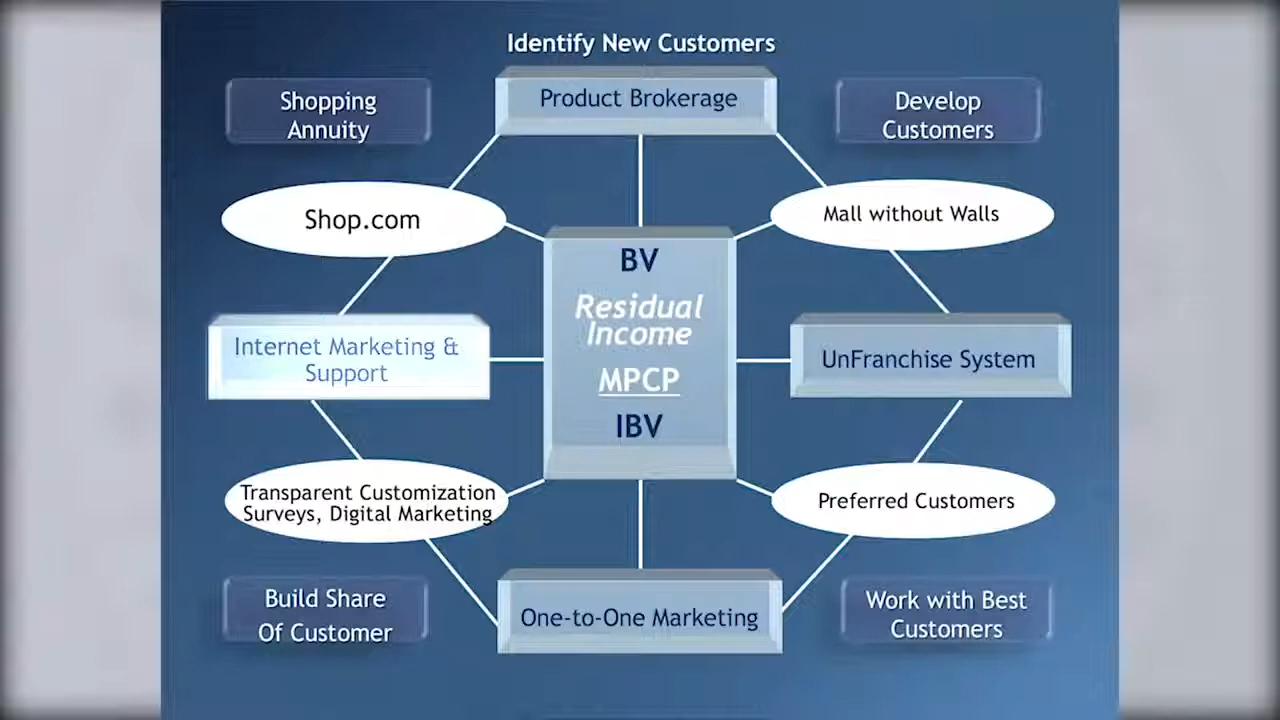 Identify New Customers
Shopping
Annuity
Product Brokerage
Develop
Customers
Shop.com
Mall without Walls
BV
Residual
Income
MPCP
IBV
Internet Marketing &
Support
UnFranchise System
Transparent Customization
Surveys, Digital Marketing
Preferred Customers
Build Share
Of Customer
One-to-One Marketing
Work with Best
Customers